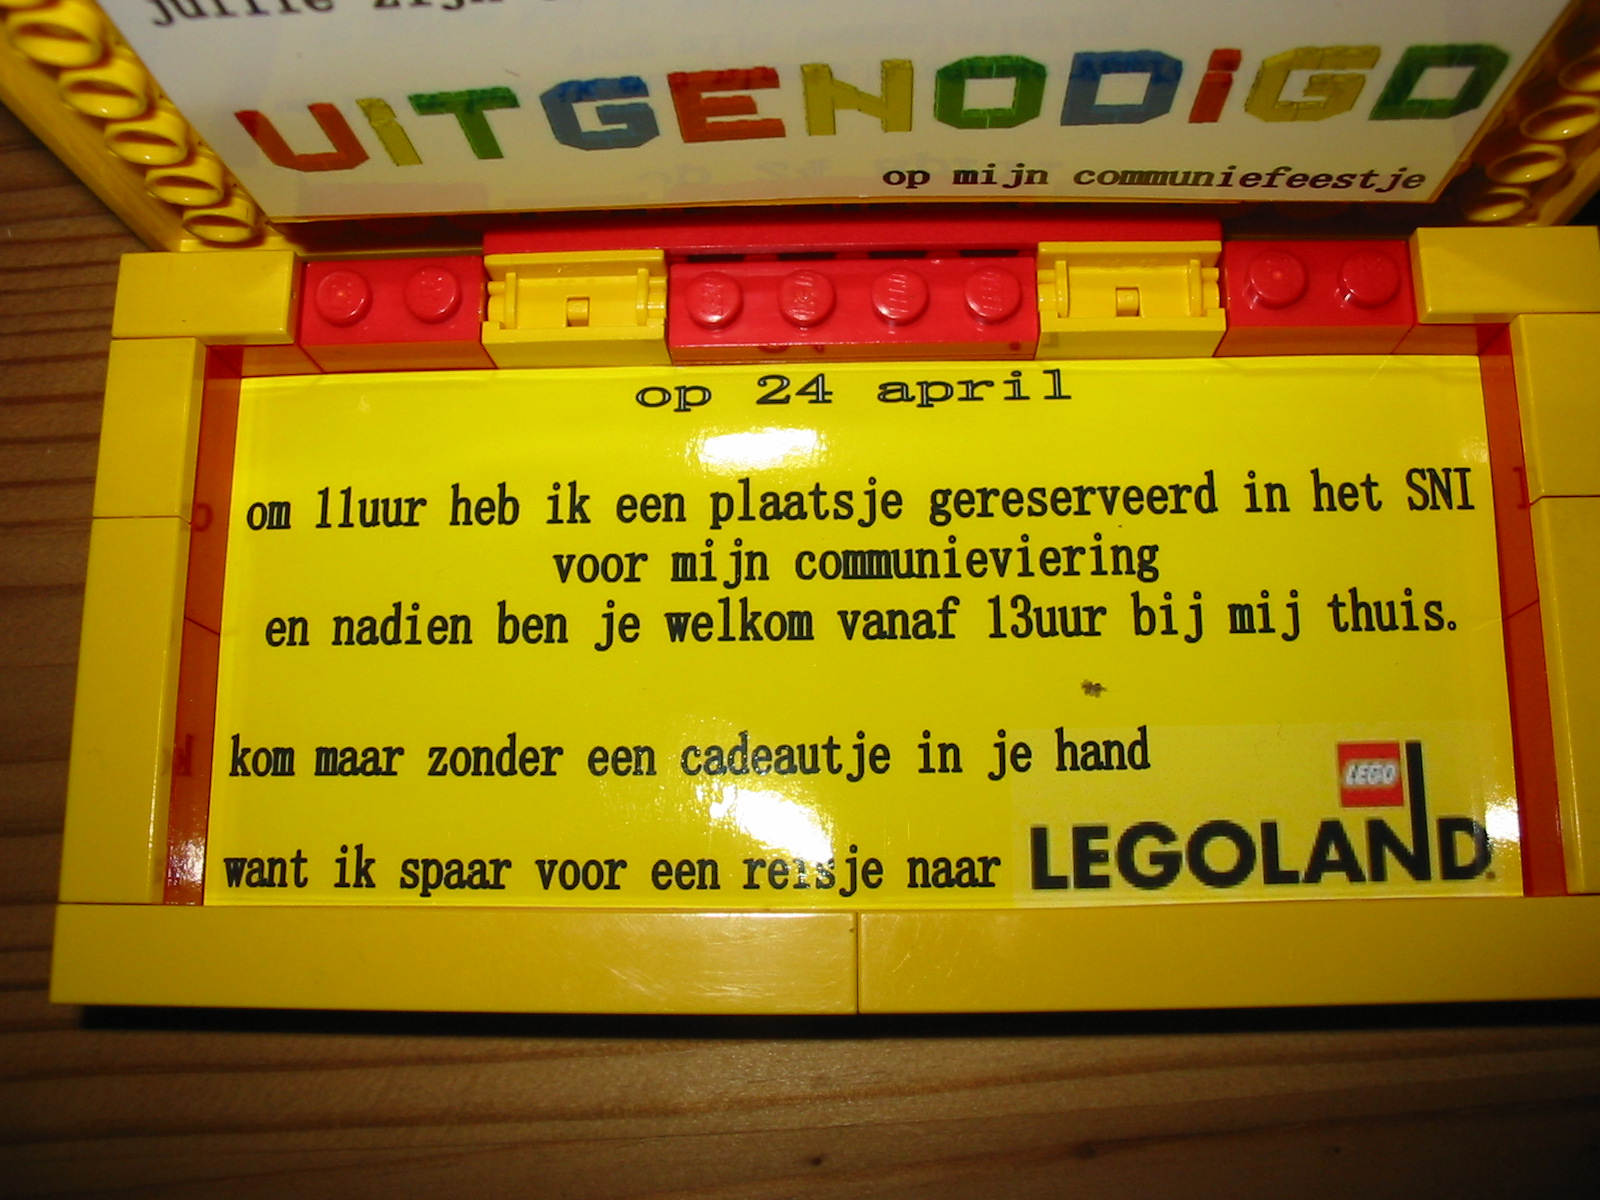 jullie zijn
UITGENODIGD
op mijn communiefeestje
op 24 april
om 11uur heb ik een plaatsje gereserveerd in het SNI
voor mijn communieviering
en nadien ben je welkom vanaf 13uur bij mij thuis.
kom maar zonder een cadeautje in je hand
LEGO
want ik spaar voor een reisje naar LEGOLAND